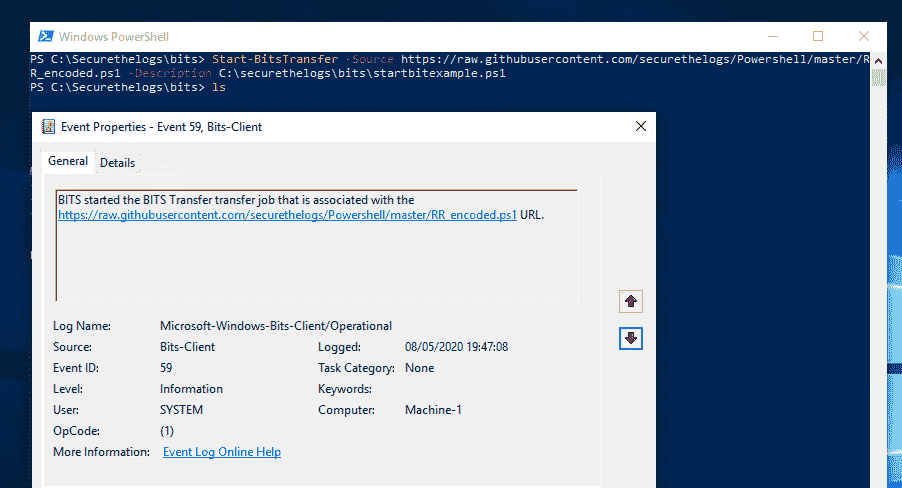 Windows PowerShell
PS C:\Securethelogs\bits> Start-BitsTransfer -Source https://raw.githubusercontent.com/securethelogs/Powershell/master/R
R_encoded.ps1 -Description C:\securethelogs\bits\startbitexample.ps1
PS C:\Securethelogs\bits> ls
Event Properties - Event 59, Bits-Client
General Details
BITS started the BITS Transfer transfer job that is associated with the
https://raw.githubusercontent.com/securethelogs/Powershell/master/RR_encoded.ps1 URL.
Log Name: Microsoft-Windows-Bits-Client/Operational
Source: Bits-Client Logged: 08/05/2020 19:47:08
Event ID: 59 Task Category: None
Level: Information Keywords:
User: SYSTEM Computer: Machine-1
OpCode: (1)
More Information: Event Log Online Help